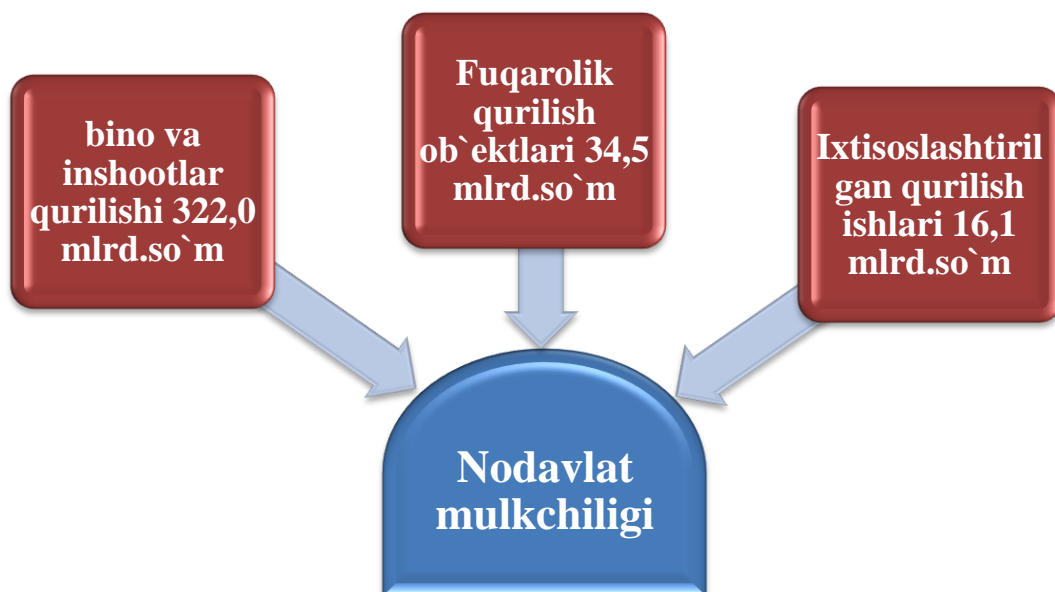 bino va
inshootlar
qurilishi 322,0
mlrd.so`m
Fuqarolik
qurilish
ob`ektlari 34,5
mlrd.so`m
Ixtisoslashtiril
gan qurilish
ishlari 16,1
mlrd.so`m
Nodavlat
mulkchiligi